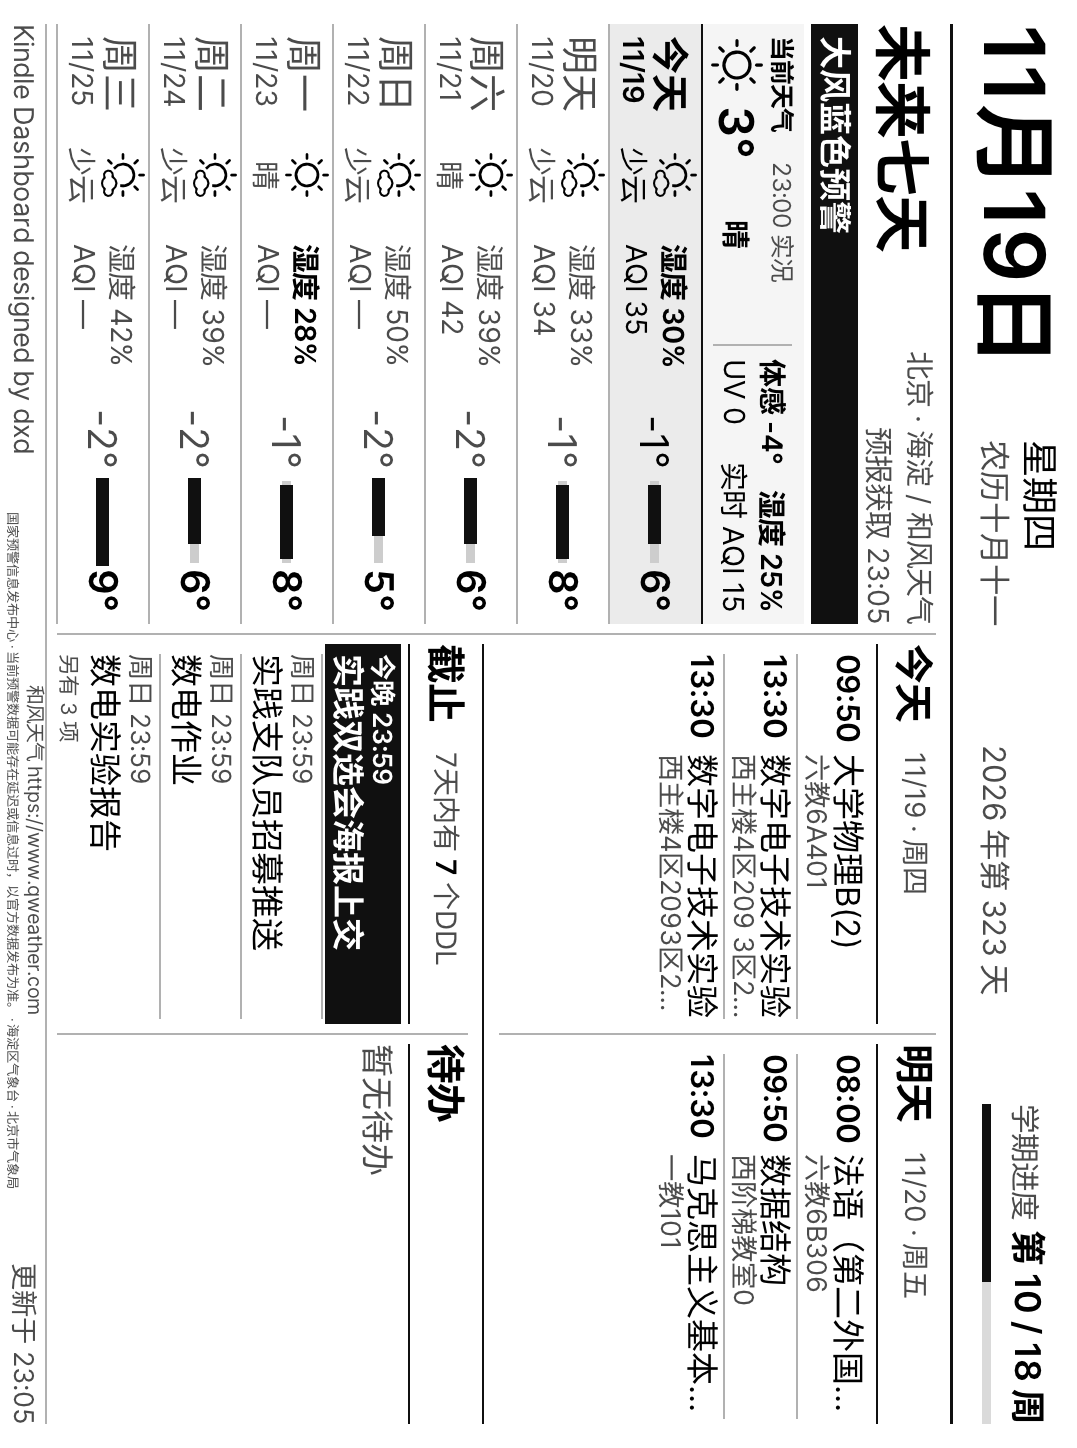 11月19日
星期四
农历十月十一
2026 年第 323 天
学期进度 第 10 / 18 周
未来七天
北京 · 海淀 / 和风天气
预报获取 23:05
大风蓝色预警
当前天气 23:00 实况
3° 晴
体感 -4° 湿度 25%
UV 0 实时 AQI 15
今天 湿度 30% -1° 6°
11/19 少云 AQI 35
明天 湿度 33% -1° 8°
11/20 少云 AQI 34
周六 湿度 39% -2° 6°
11/21 晴 AQI 42
周日 湿度 50% -2° 5°
11/22 少云 AQI —
周一 湿度 28% -1° 8°
11/23 晴 AQI —
周二 湿度 39% -2° 6°
11/24 少云 AQI —
周三 湿度 42% -2° 9°
11/25 少云 AQI —
今天 11/19 · 周四
09:50 大学物理B(2)
六教6A401
13:30 数字电子技术实验
西主楼4区209 3区2…
13:30 数字电子技术实验
西主楼4区2093区2…
明天 11/20 · 周五
08:00 法语（第二外国…
六教6B306
09:50 数据结构
西阶梯教室0
13:30 马克思主义基本…
一教101
截止 7天内有 7 个DDL
今晚 23:59
实践双选会海报上交
周日 23:59
实践支队员招募推送
周日 23:59
数电作业
周日 23:59
数电实验报告
另有 3 项
待办
暂无待办
Kindle Dashboard designed by dxd
和风天气 https://www.qweather.com
国家预警信息发布中心 · 当前预警数据可能存在延迟或信息过时，以官方数据发布为准。 · 海淀区气象台 · 北京市气象局
更新于 23:05